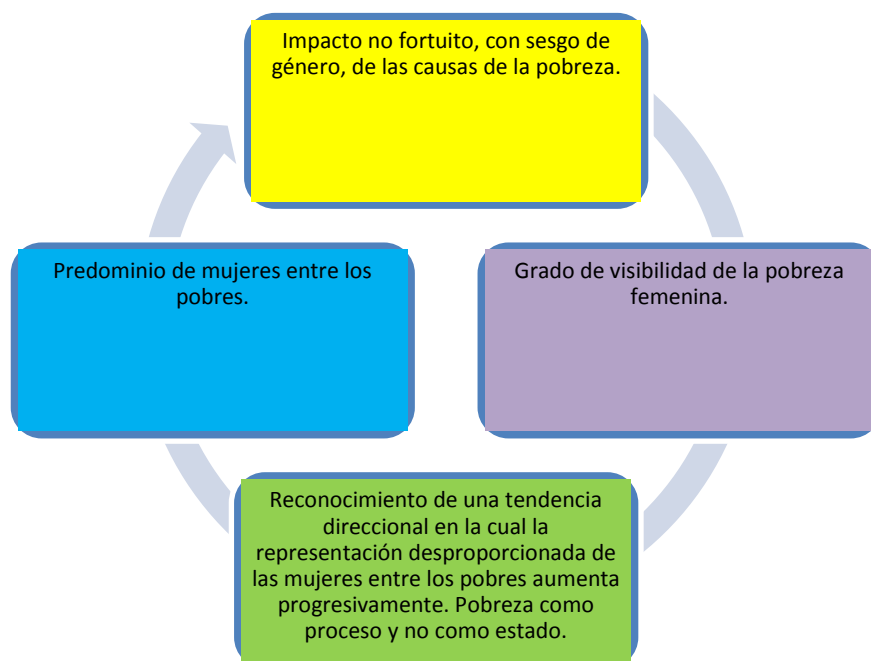 Impacto no fortuito, con sesgo de
género, de las causas de la pobreza.
Predominio de mujeres entre los
pobres.
Grado de visibilidad de la pobreza
femenina.
Reconocimiento de una tendencia
direccional en la cual la
representación desproporcionada de
las mujeres entre los pobres aumenta
progresivamente. Pobreza como
proceso y no como estado.